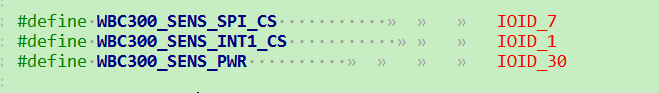 #define WBC300_SENS_SPI_CS IOID_7
#define WBC300_SENS_INT1_CS IOID_1
#define WBC300_SENS_PWR IOID_30